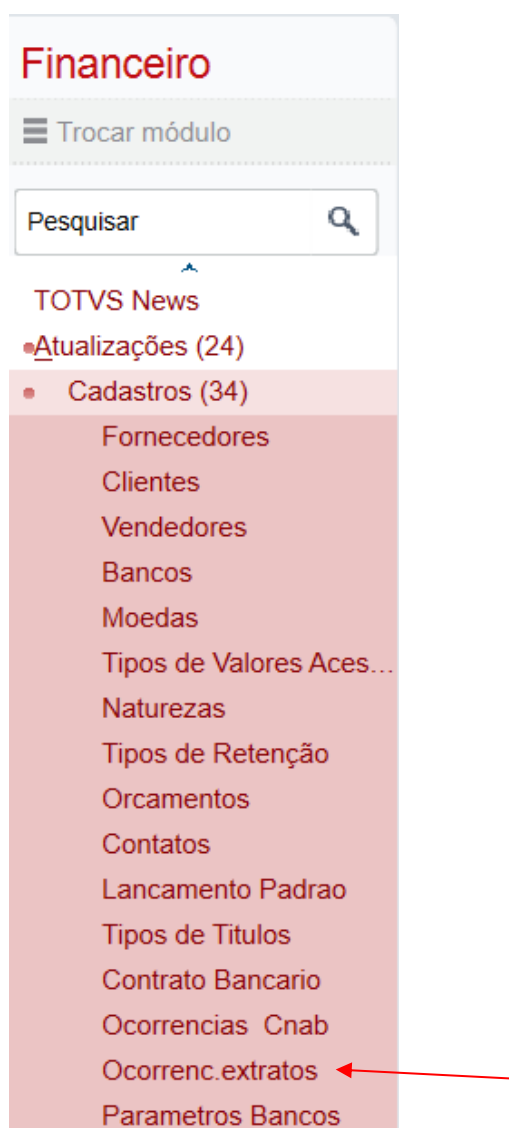 Financeiro
Trocar módulo
Pesquisar
TOTVS News
Atualizações (24)
Cadastros (34)
Fornecedores
Clientes
Vendedores
Bancos
Moedas
Tipos de Valores Aces...
Naturezas
Tipos de Retenção
Orcamentos
Contatos
Lancamento Padrao
Tipos de Titulos
Contrato Bancario
Ocorrencias  Cnab
Ocorrenc.extratos
Parametros Bancos